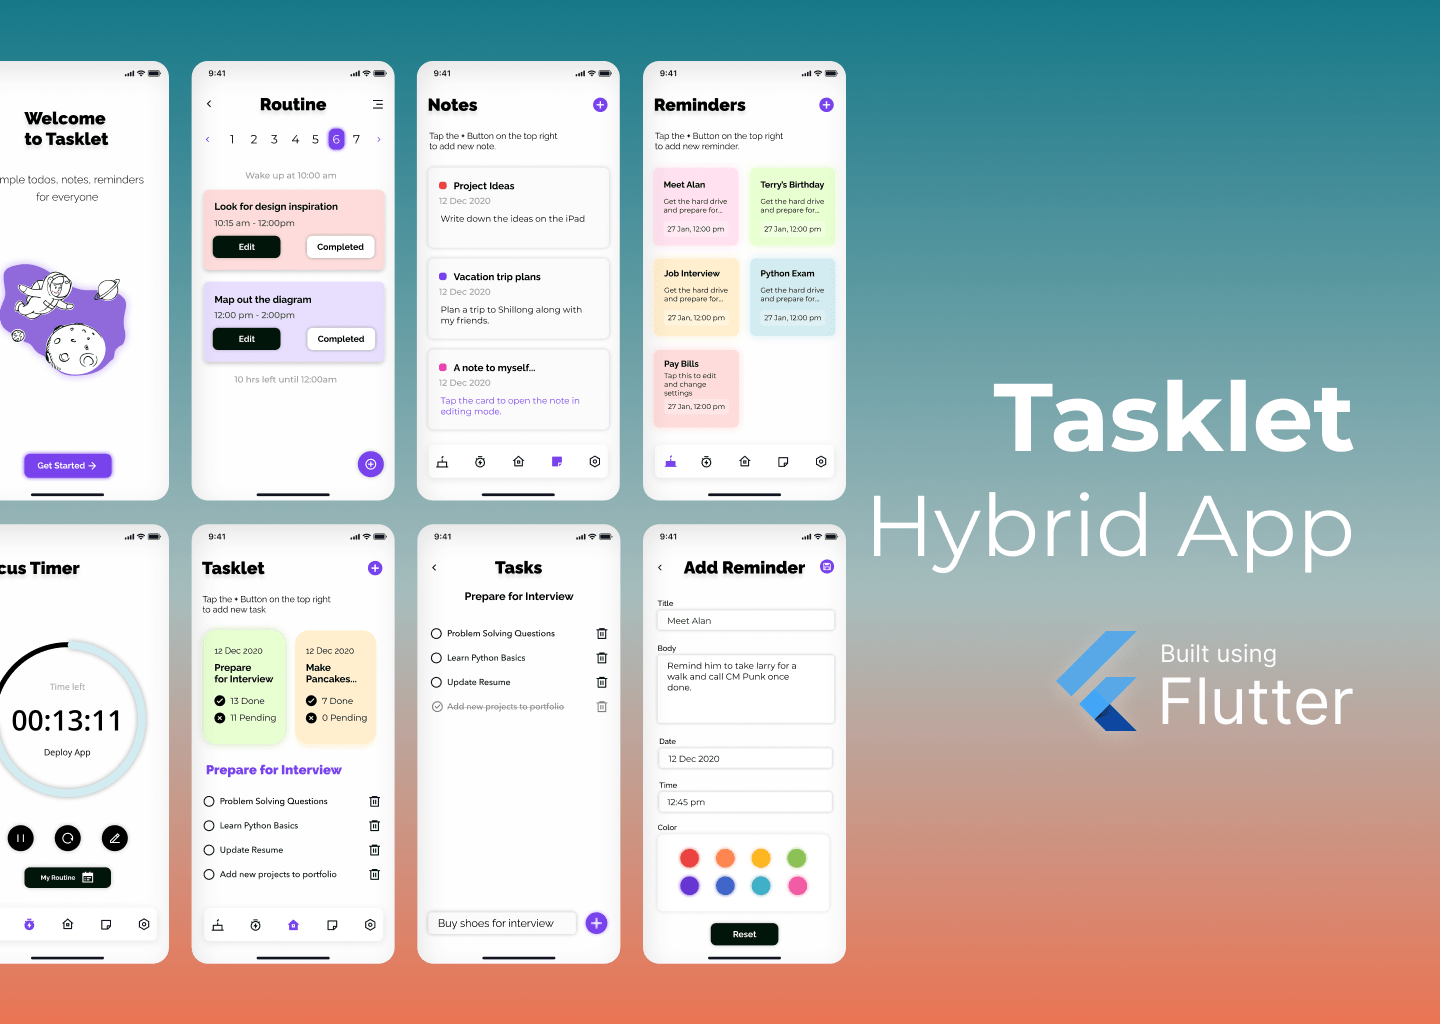 Welcome
to Tasklet
todos, notes, reminders
for everyone
Get Started
9:41
Routine
1 2 3 4 5 6 7
Wake up at 10:00 am
Look for design inspiration
10:15 am - 12:00pm
Edit Completed
Map out the diagram
12:00 pm - 2:00pm
Edit Completed
10 hrs left until 12:00am
9:41
Notes
Tap the + Button on the top right
to add new note.
Project Ideas
12 Dec 2020
Write down the ideas on the iPad
Vacation trip plans
12 Dec 2020
Plan a trip to Shillong along with
my friends.
A note to myself...
12 Dec 2020
Tap the card to open the note in
editing mode.
9:41
Reminders
Tap the + Button on the top right
to add new reminder.
Meet Alan
Get the hard drive
and prepare for...
27 Jan, 12:00 pm
Terry's Birthday
Get the hard drive
and prepare for...
27 Jan, 12:00 pm
Job Interview
Get the hard drive
and prepare for...
27 Jan, 12:00 pm
Python Exam
Get the hard drive
and prepare for...
27 Jan, 12:00 pm
Pay Bills
Tap this to edit
and change
settings
27 Jan, 12:00 pm
Timer
Time left
00:13:11
Deploy App
My Routine
9:41
Tasklet
Tap the + Button on the top right
to add new task
12 Dec 2020
Prepare
for Interview
13 Done
11 Pending
12 Dec 2020
Make
Pancakes...
7 Done
0 Pending
Prepare for Interview
Problem Solving Questions
Learn Python Basics
Update Resume
Add new projects to portfolio
9:41
Tasks
Prepare for Interview
Problem Solving Questions
Learn Python Basics
Update Resume
Add new projects to portfolio
Buy shoes for interview
9:41
Add Reminder
Title
Meet Alan
Body
Remind him to take larry for a
walk and call CM Punk once
done.
Date
12 Dec 2020
Time
12:45 pm
Color
Reset
Tasklet
Hybrid App
Built using
Flutter